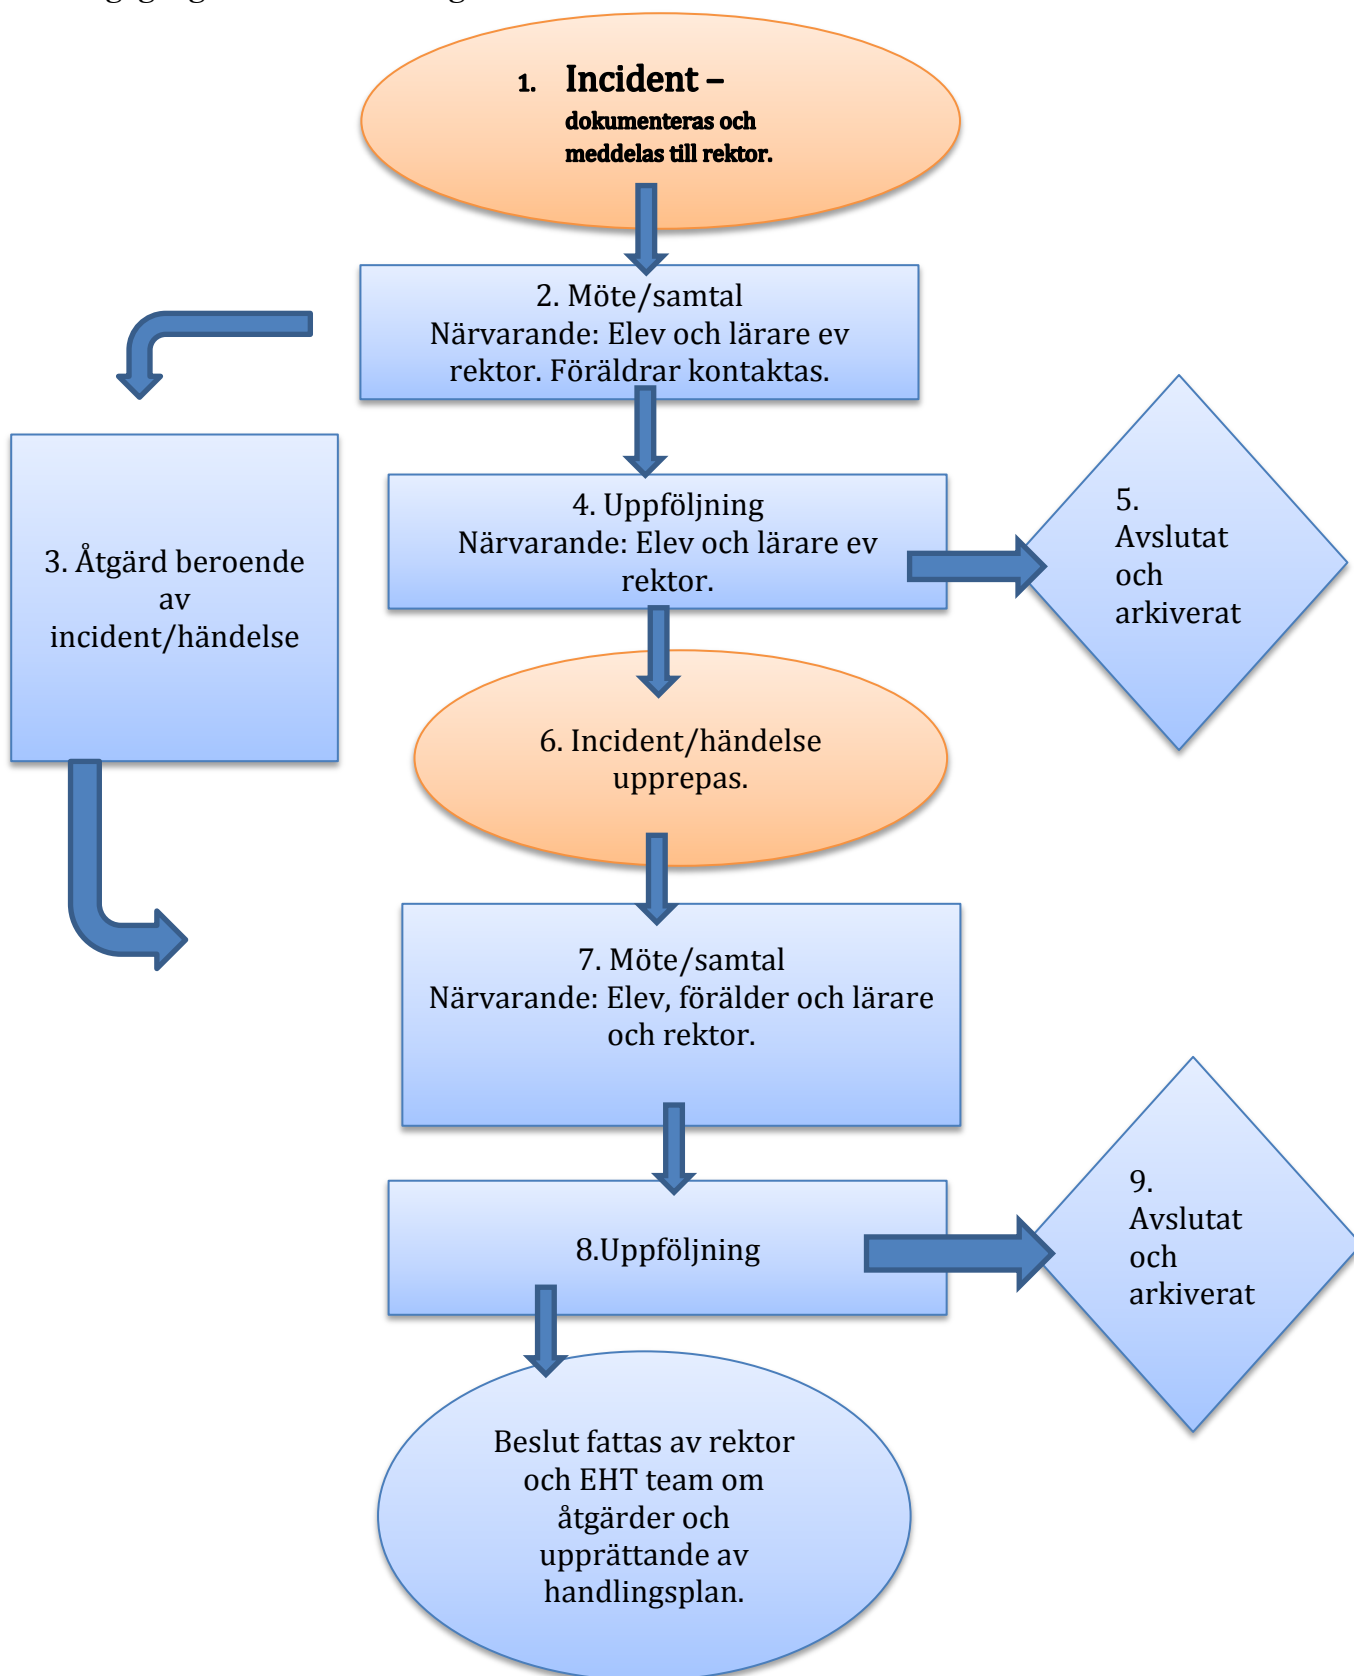 1. Incident –
dokumenteras och
meddelas till rektor.
2. Möte/samtal
Närvarande: Elev och lärare ev
rektor. Föräldrar kontaktas.
3. Åtgärd beroende
av
incident/händelse
4. Uppföljning
Närvarande: Elev och lärare ev
rektor.
5.
Avslutat
och
arkiverat
6. Incident/händelse
upprepas.
7. Möte/samtal
Närvarande: Elev, förälder och lärare
och rektor.
8.Uppföljning
9.
Avslutat
och
arkiverat
Beslut fattas av rektor
och EHT team om
åtgärder och
upprättande av
handlingsplan.